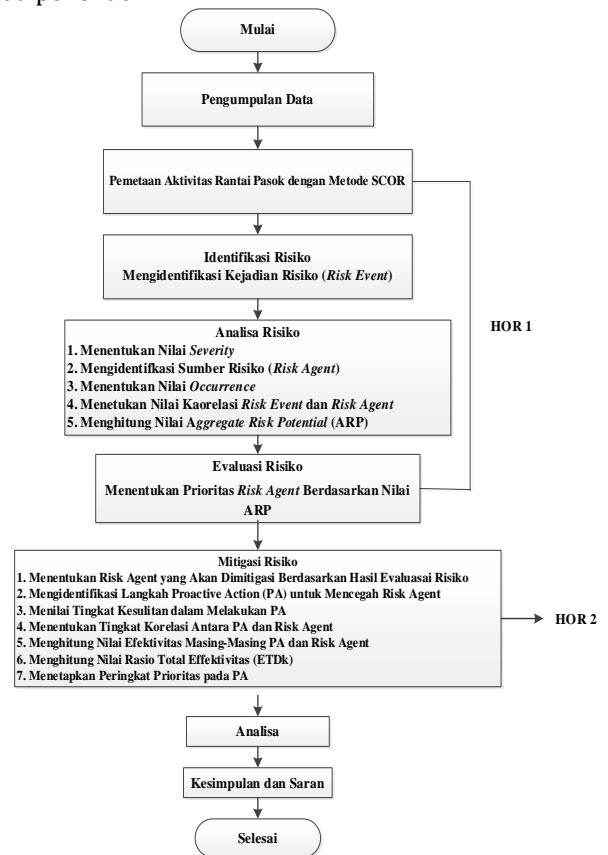 Mulai
Pengumpulan Data
Pemetaan Aktivitas Rantai Pasok dengan Metode SCOR
Identifikasi Risiko
Mengidentifikasi Kejadian Risiko (Risk Event)
HOR 1
Analisa Risiko
1. Menentukan Nilai Severity
2. Mengidentifkasi Sumber Risiko (Risk Agent)
3. Menentukan Nilai Occurrence
4. Menetukan Nilai Kaorelasi Risk Event dan Risk Agent
5. Menghitung Nilai Aggregate Risk Potential (ARP)
Evaluasi Risiko
Menentukan Prioritas Risk Agent Berdasarkan Nilai
ARP
Mitigasi Risiko
1. Menentukan Risk Agent yang Akan Dimitigasi Berdasarkan Hasil Evaluasai Risiko
2. Mengidentifikasi Langkah Proactive Action (PA) untuk Mencegah Risk Agent
3. Menilai Tingkat Kesulitan dalam Melakukan PA
4. Menentukan Tingkat Korelasi Antara PA dan Risk Agent
5. Menghitung Nilai Efektivitas Masing-Masing PA dan Risk Agent
6. Menghitung Nilai Rasio Total Effektivitas (ETDk)
7. Menetapkan Peringkat Prioritas pada PA
HOR 2
Analisa
Kesimpulan dan Saran
Selesai